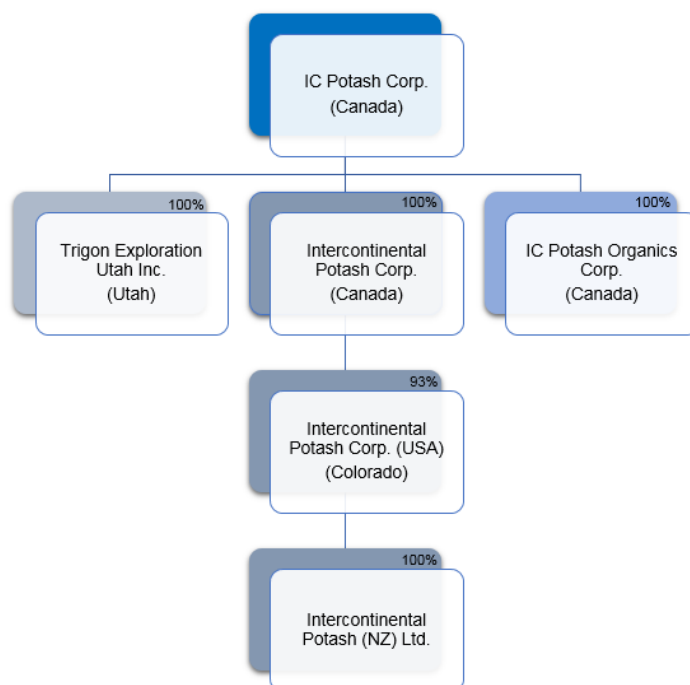 IC Potash Corp.
(Canada)
100%
Trigon Exploration
Utah Inc.
(Utah)
100%
Intercontinental
Potash Corp.
(Canada)
100%
IC Potash Organics
Corp.
(Canada)
93%
Intercontinental
Potash Corp. (USA)
(Colorado)
100%
Intercontinental
Potash (NZ) Ltd.